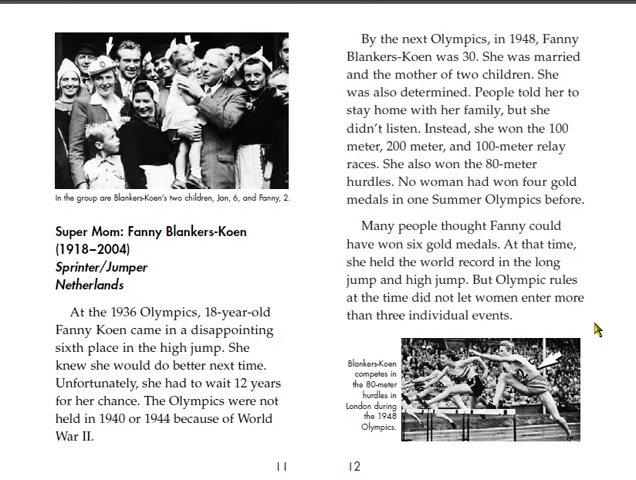 In the group are Blankers-Koen's two children, Jan, 6, and Fanny, 2.
Super Mom: Fanny Blankers-Koen
(1918–2004)
Sprinter/Jumper
Netherlands
At the 1936 Olympics, 18-year-old
Fanny Koen came in a disappointing
sixth place in the high jump. She
knew she would do better next time.
Unfortunately, she had to wait 12 years
for her chance. The Olympics were not
held in 1940 or 1944 because of World
War II.
11
By the next Olympics, in 1948, Fanny
Blankers-Koen was 30. She was married
and the mother of two children. She
was also determined. People told her to
stay home with her family, but she
didn't listen. Instead, she won the 100
meter, 200 meter, and 100-meter relay
races. She also won the 80-meter
hurdles. No woman had won four gold
medals in one Summer Olympics before.
Many people thought Fanny could
have won six gold medals. At that time,
she held the world record in the long
jump and high jump. But Olympic rules
at the time did not let women enter more
than three individual events.
Blankers-Koen
competes in
the 80-meter
hurdles in
London during
the 1948
Olympics.
12